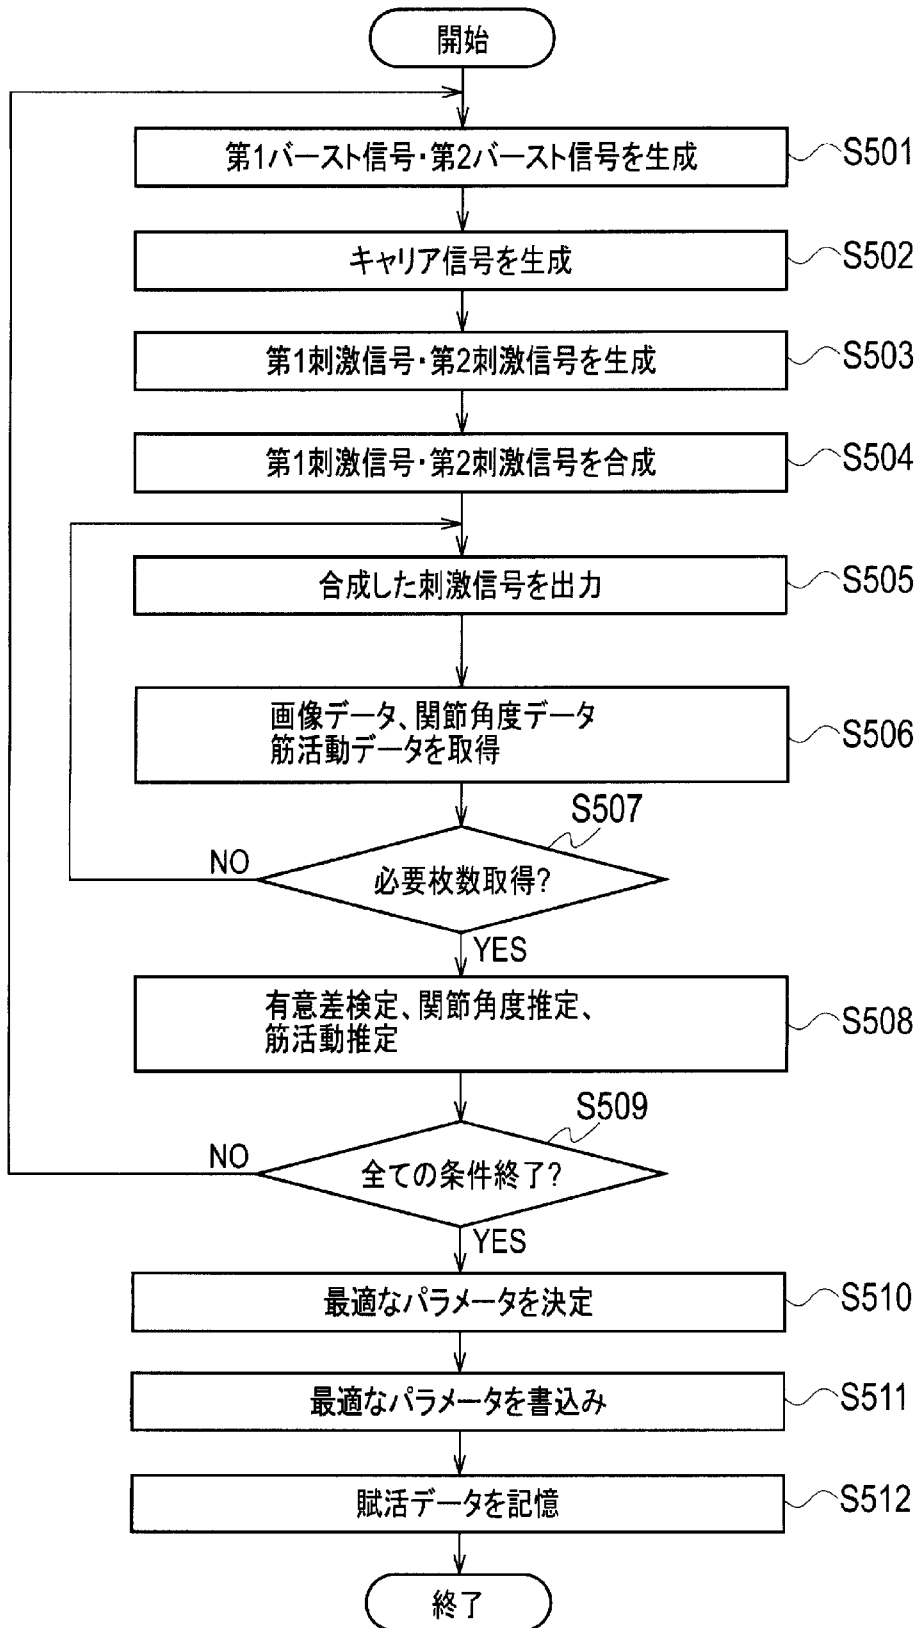 開始
第1バースト信号・第2バースト信号を生成
S501
キャリア信号を生成
S502
第1刺激信号・第2刺激信号を生成
S503
第1刺激信号・第2刺激信号を合成
S504
合成した刺激信号を出力
S505
画像データ、関節角度データ
筋活動データを取得
S506
S507
NO
必要枚数取得?
YES
有意差検定、関節角度推定、
筋活動推定
S508
S509
NO
全ての条件終了?
YES
最適なパラメータを決定
S510
最適なパラメータを書込み
S511
賦活データを記憶
S512
終了